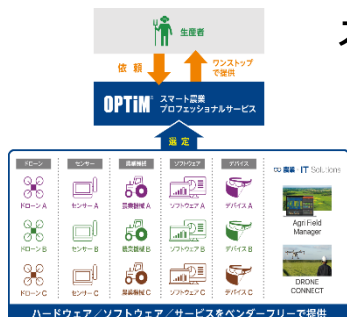 ス
生産者
依頼
ワンストップ
で提供
OPTiM スマート農業
プロフェッショナルサービス
選定
ドローン センサー 農業機械 ソフトウェア デバイス
農業×IT Solutions
ドローンA センサーA 農業機械A ソフトウェアA デバイスA
Agri Field
Manager
ドローンB センサーB 農業機械B ソフトウェアB デバイスB
DRONE
CONNECT
ドローンC センサーC 農業機械C ソフトウェアC デバイスC
ハードウェア／ソフトウェア／サービスをベンダーフリーで提供